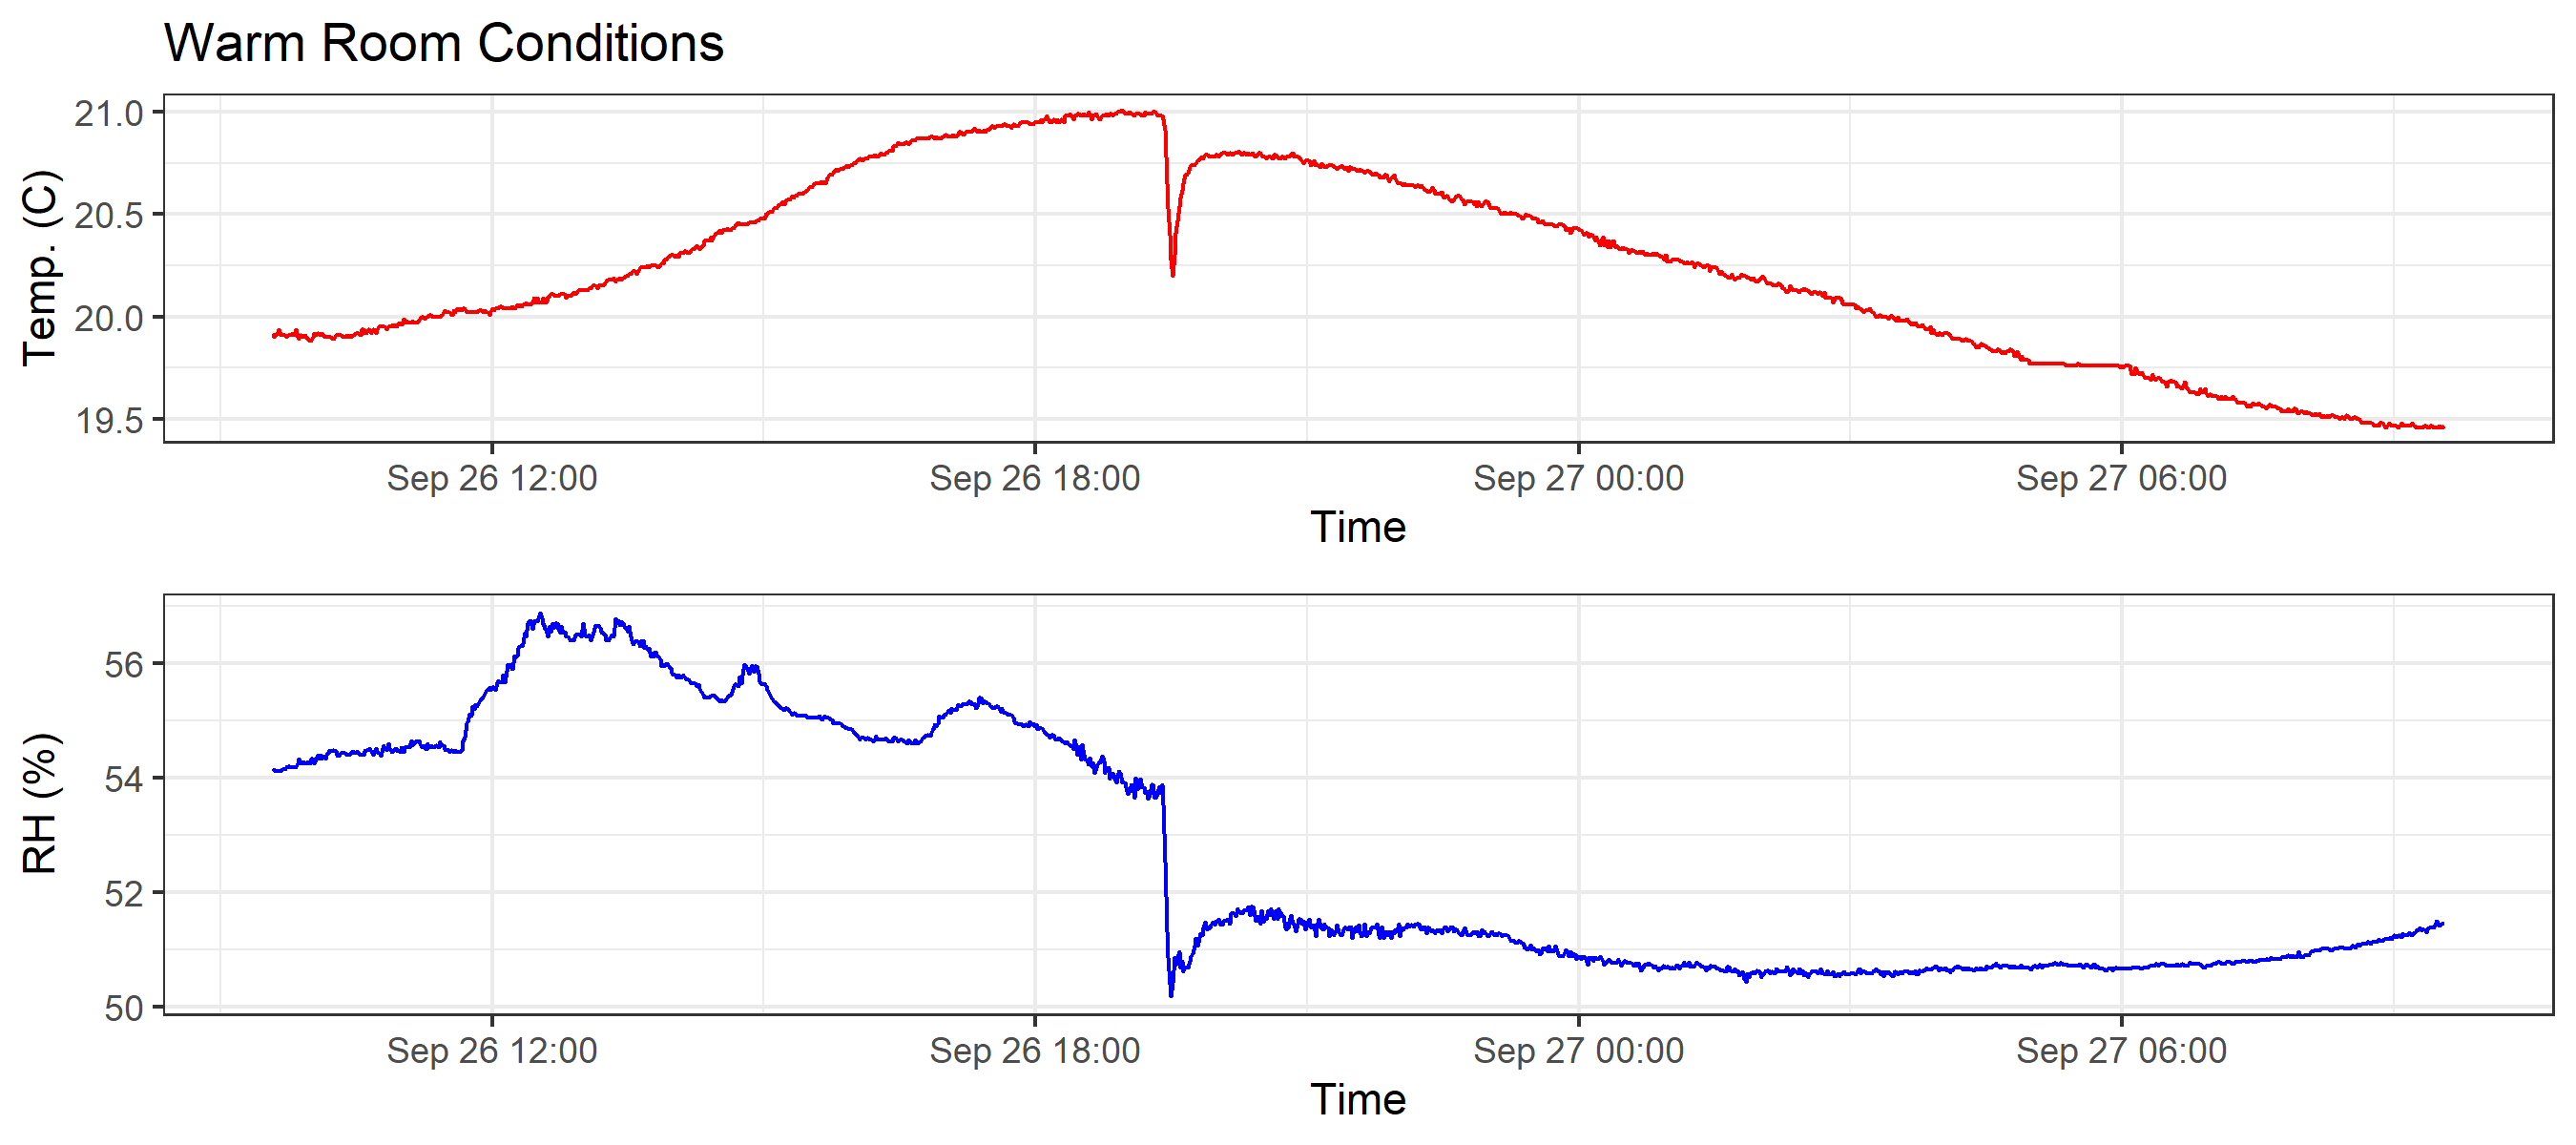 Warm Room Conditions
Temp. (C)
21.0
20.5
20.0
19.5
Sep 26 12:00 Sep 26 18:00 Sep 27 00:00 Sep 27 06:00
Time
RH (%)
56
54
52
50
Sep 26 12:00 Sep 26 18:00 Sep 27 00:00 Sep 27 06:00
Time